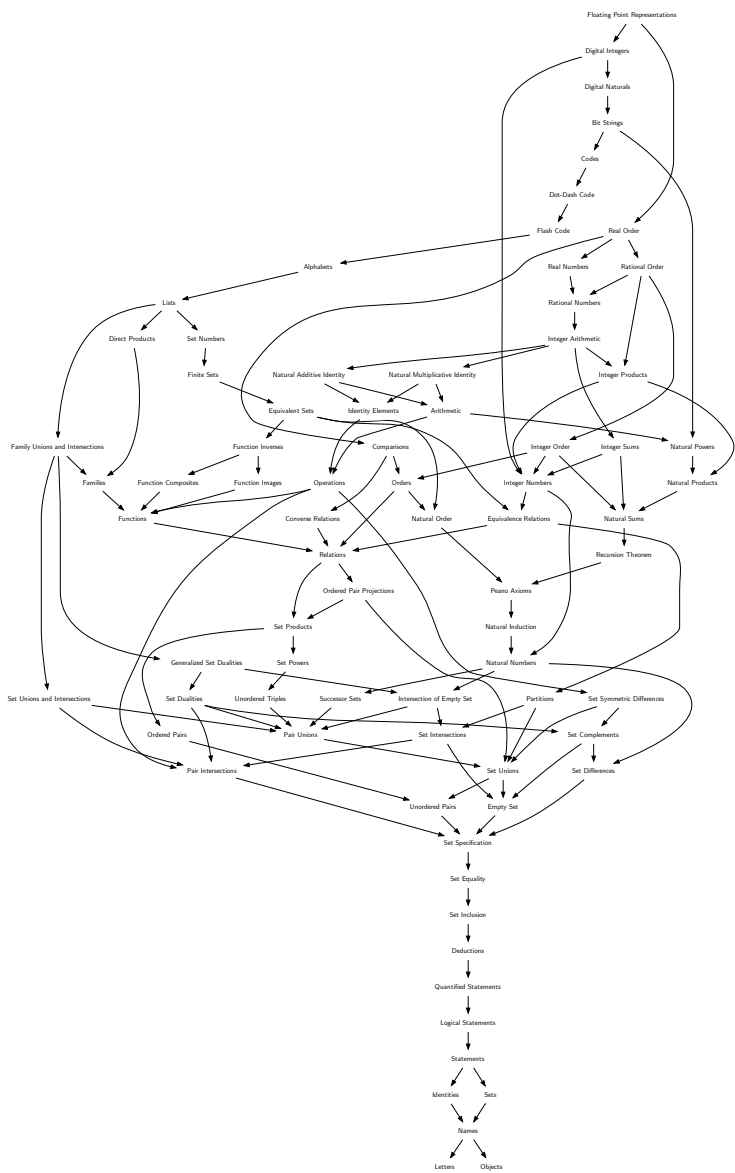 Floating Point Representations
Digital Integers
Digital Naturals
Bit Strings
Codes
Dot-Dash Code
Flash Code
Real Order
Alphabets
Real Numbers
Rational Order
Lists
Rational Numbers
Direct Products
Set Numbers
Integer Arithmetic
Finite Sets
Natural Additive Identity
Natural Multiplicative Identity
Integer Products
Equivalent Sets
Identity Elements
Arithmetic
Family Unions and Intersections
Function Inverses
Comparisons
Integer Order
Integer Sums
Natural Powers
Families
Function Composites
Function Images
Operations
Orders
Integer Numbers
Natural Products
Functions
Converse Relations
Natural Order
Equivalence Relations
Natural Sums
Relations
Recursion Theorem
Ordered Pair Projections
Peano Axioms
Set Products
Natural Induction
Generalized Set Dualities
Set Powers
Natural Numbers
Set Unions and Intersections
Set Dualities
Unordered Triples
Successor Sets
Intersection of Empty Set
Partitions
Set Symmetric Differences
Ordered Pairs
Pair Unions
Set Intersections
Set Complements
Pair Intersections
Set Unions
Set Differences
Unordered Pairs
Empty Set
Set Specification
Set Equality
Set Inclusion
Deductions
Quantified Statements
Logical Statements
Statements
Identities
Sets
Names
Letters
Objects